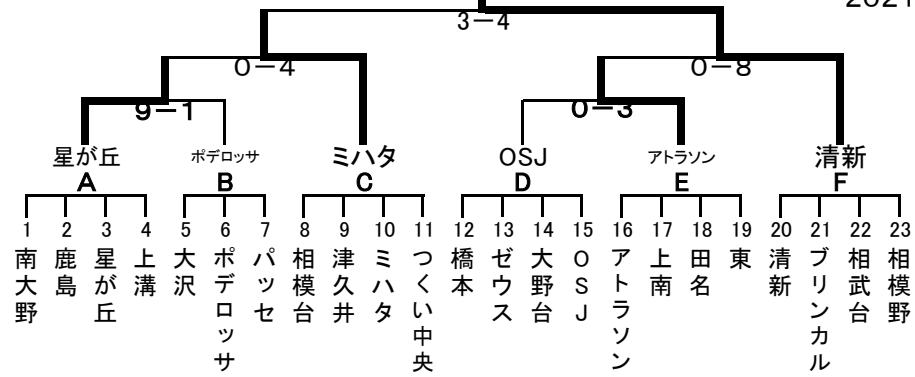 2021
3－4
0－4
0－8
9－1
0－3
星が丘 ポデロッサ ミハタ OSJ アトラソン 清新
A B C D E F
1 2 3 4 5 6 7 8 9 10 11 12 13 14 15 16 17 18 19 20 21 22 23
南大野
鹿島
星が丘
上溝
大沢
ポデロッサ
パッセ
相模台
津久井
ミハタ
つくい中央
橋本
ゼウス
大野台
OSJ
アトラソン
上南
田名
東
清新
ブリンカル
相武台
相模野